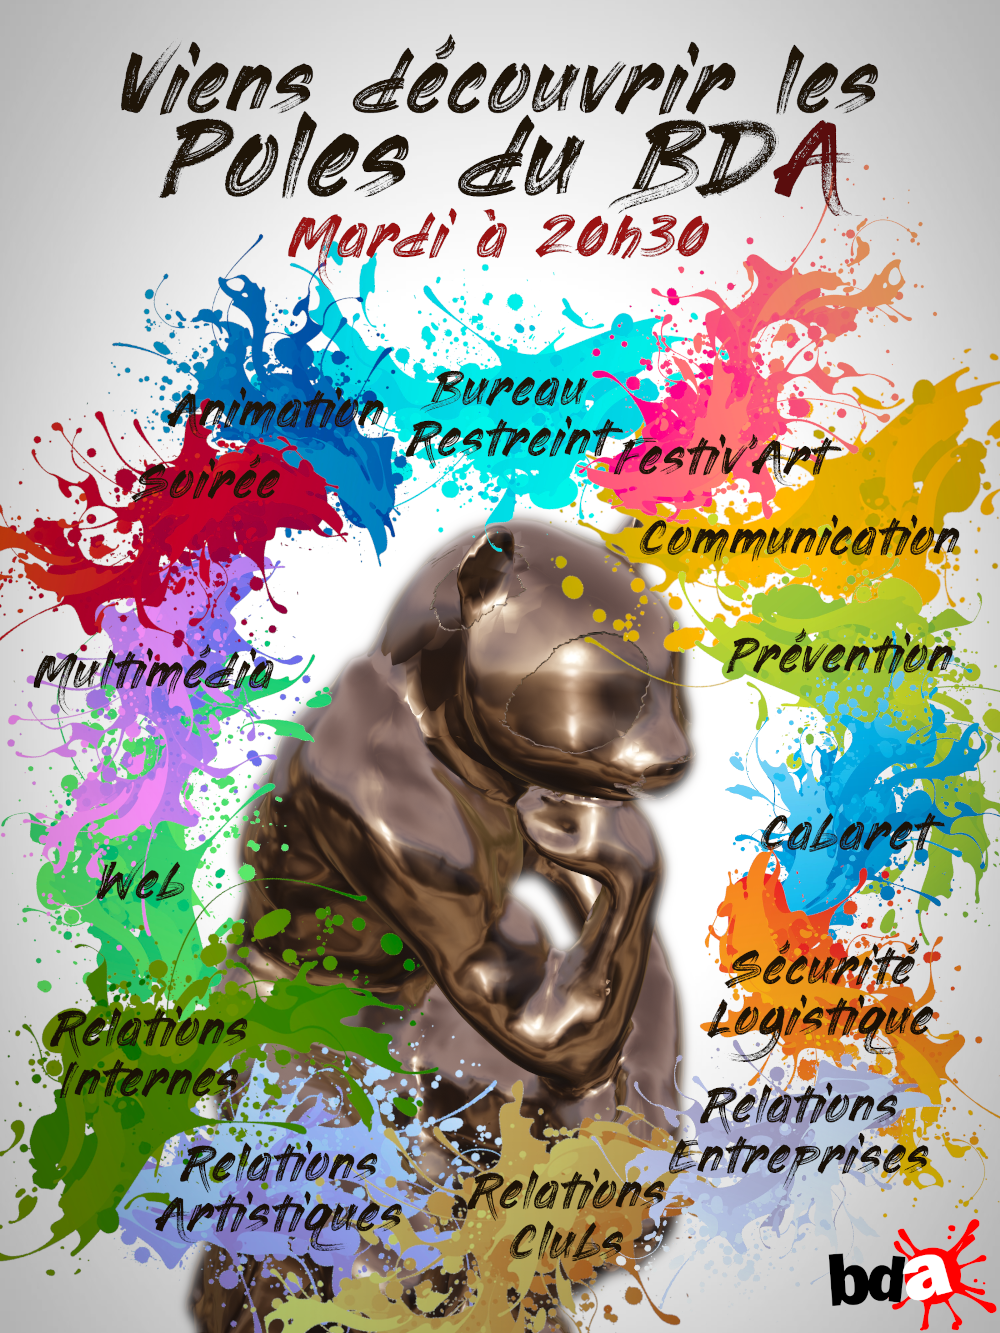 Viens découvrir les
Poles du BDA
Mardi à 20h30
Bureau
Restreint
Animation
Festiv'Art
Soirée
Communication
Multimédia
Prévention
Cabaret
Web
Sécurité
Logistique
Relations
Internes
Relations
Entreprises
Relations
Artistiques
Relations
Clubs
bda